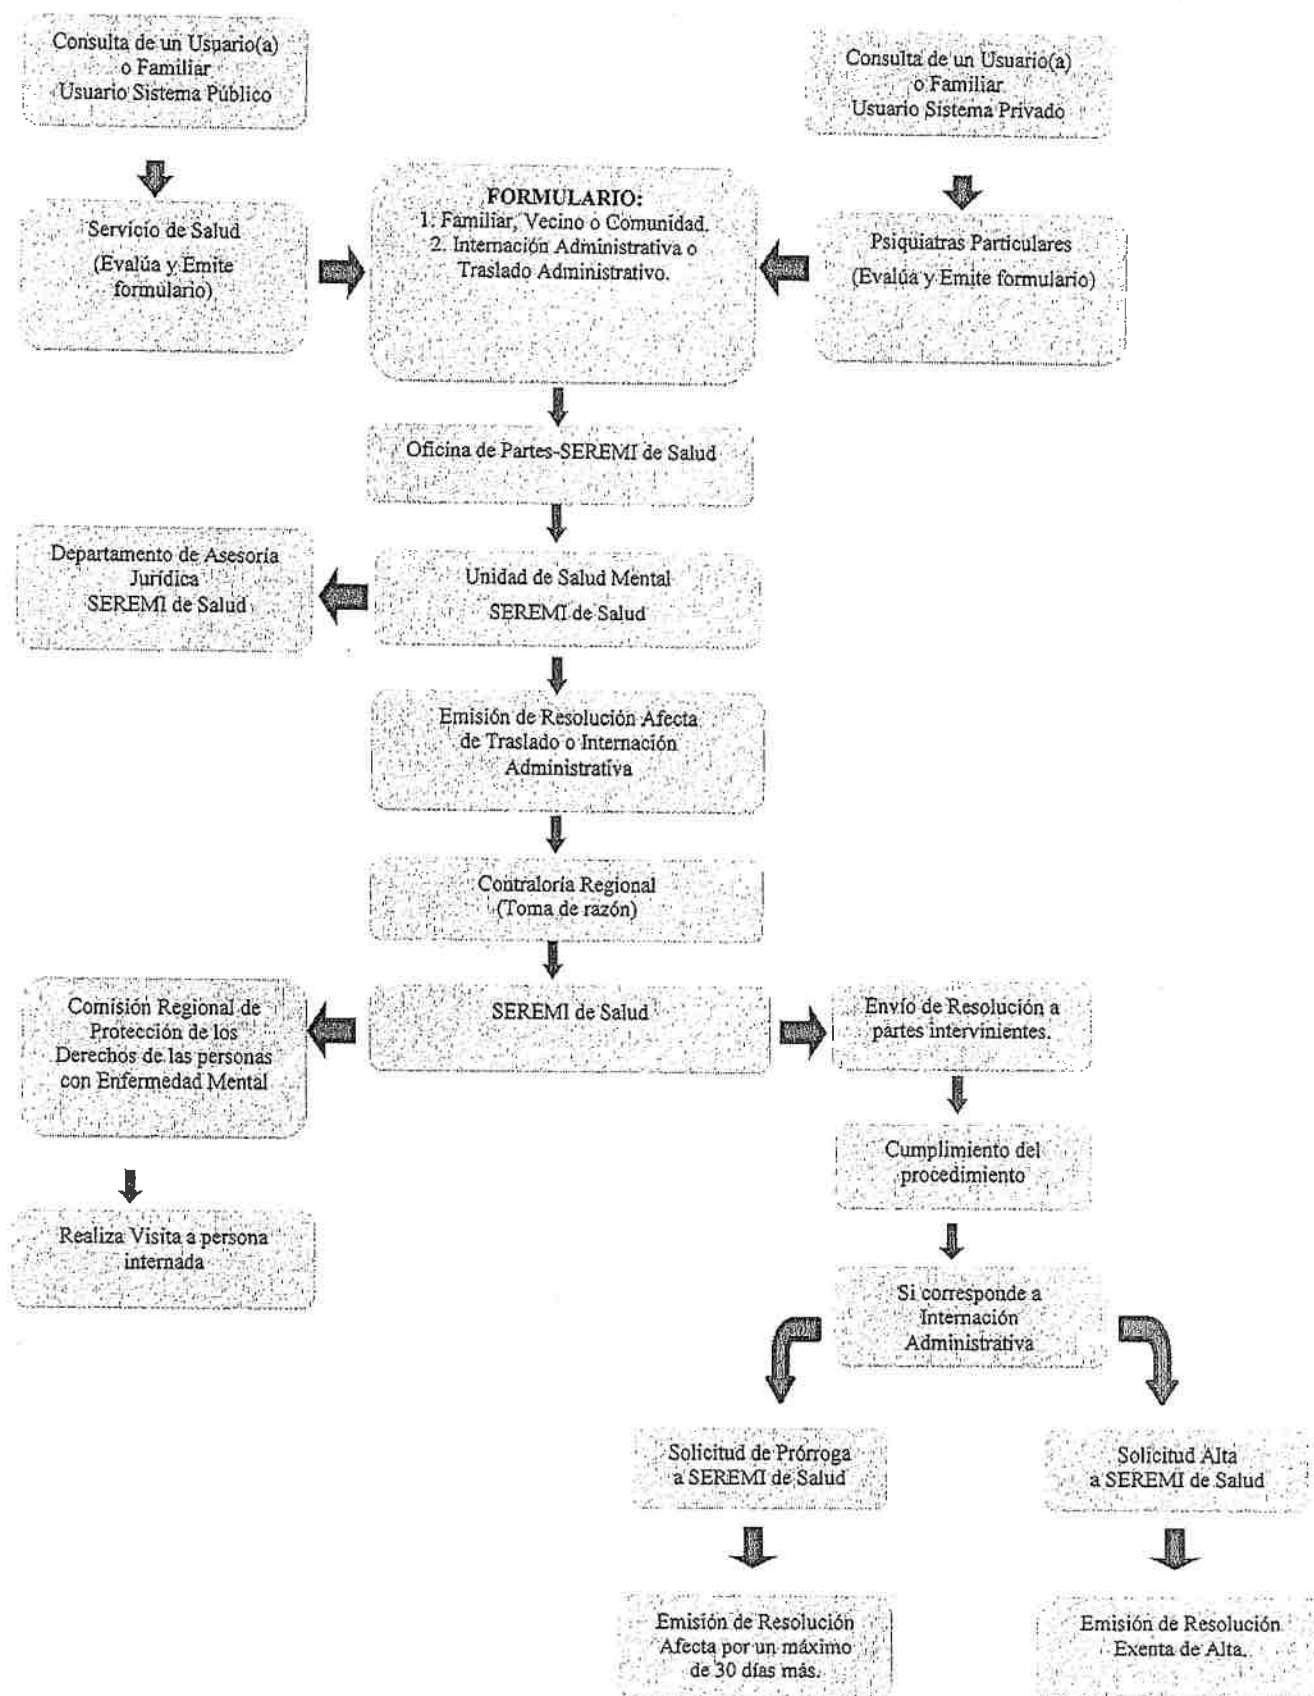 Consulta de un Usuario(a)
o Familiar
Usuario Sistema Público
Consulta de un Usuario(a)
o Familiar
Usuario Sistema Privado
Servicio de Salud
(Evalúa y Emite
formulario)
FORMULARIO:
1. Familiar, Vecino o Comunidad.
2. Internación Administrativa o
Traslado Administrativo.
Psiquiatras Particulares
(Evalúa y Emite formulario)
Oficina de Partes-SEREMI de Salud
Departamento de Asesoría
Jurídica
SEREMI de Salud
Unidad de Salud Mental
SEREMI de Salud
Emisión de Resolución Afecta
de Traslado o Internación
Administrativa
Contraloría Regional
(Toma de razón)
Comisión Regional de
Protección de los
Derechos de las personas
con Enfermedad Mental
SEREMI de Salud
Envío de Resolución a
partes intervinientes.
Cumplimiento del
procedimiento
Realiza Visita a persona
internada
Si corresponde a
Internación
Administrativa
Solicitud de Prórroga
a SEREMI de Salud
Solicitud Alta
a SEREMI de Salud
Emisión de Resolución
Afecta por un máximo
de 30 días más.
Emisión de Resolución
Exenta de Alta.